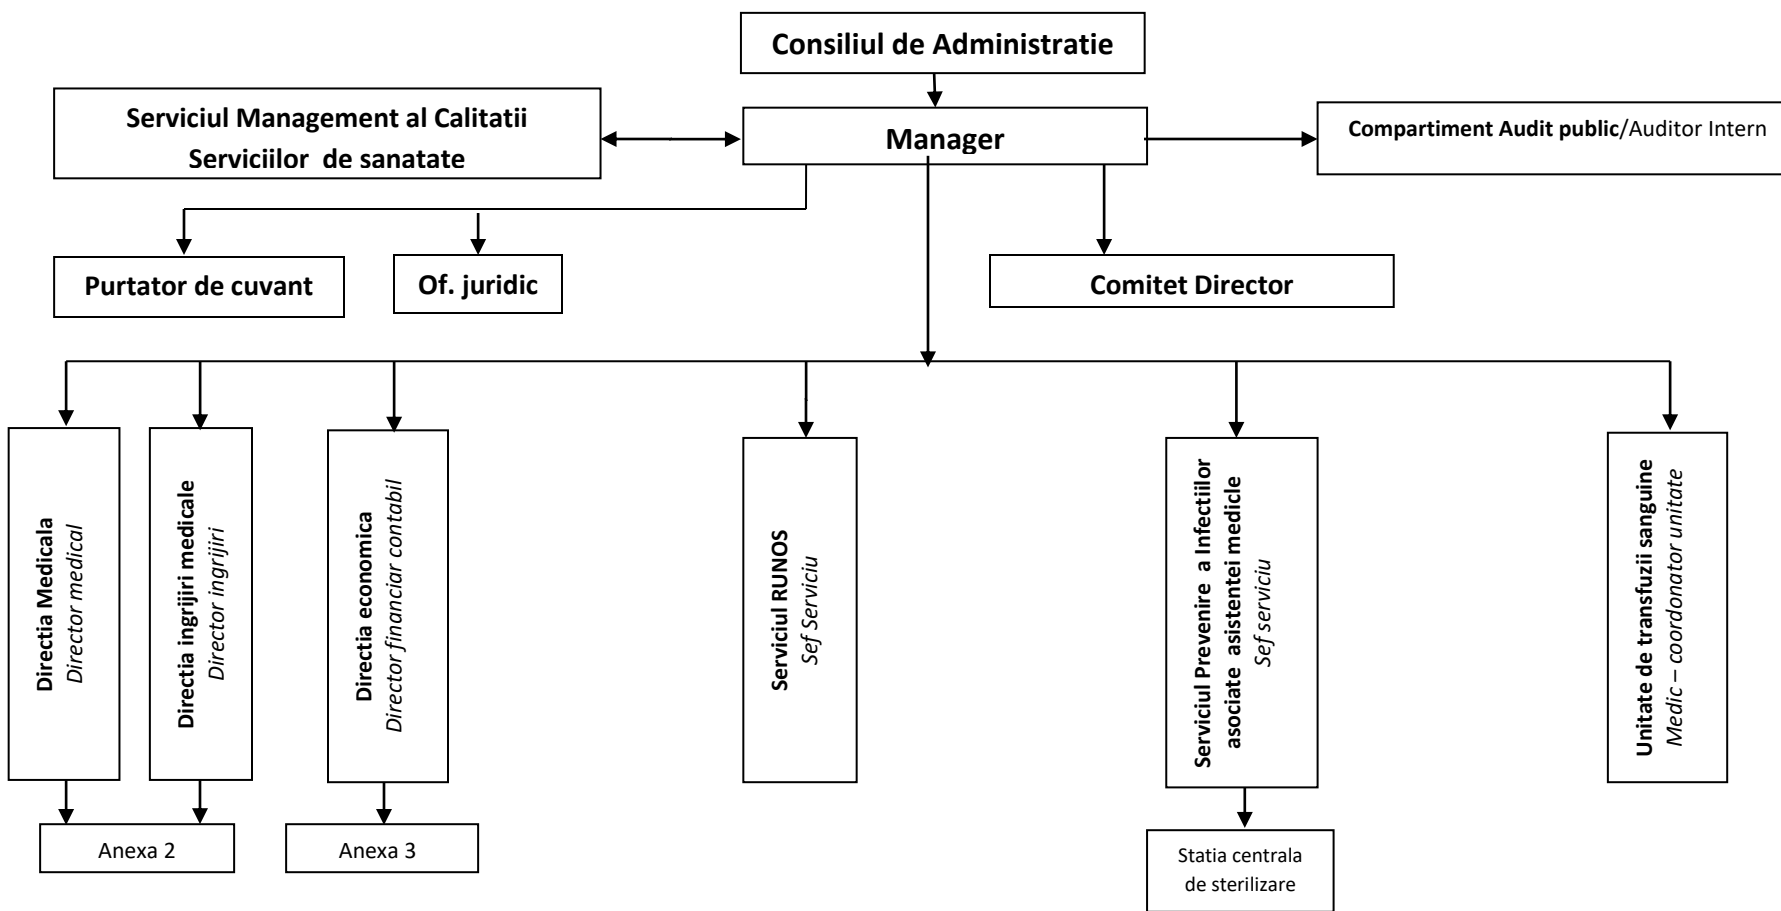 Consiliul de Administratie
Serviciul Management al Calitatii
Serviciilor de sanatate
Manager
Compartiment Audit public/Auditor Intern
Purtator de cuvant
Of. juridic
Comitet Director
Directia Medicala
Director medical
Directia ingrijiri medicale
Director ingrijiri
Directia economica
Director financiar contabil
Serviciul RUNOS
Sef Serviciu
Serviciul Prevenire a Infectiilor
asociate asistentei medicle
Sef serviciu
Unitate de transfuzii sanguine
Medic – coordonator unitate
Anexa 2
Anexa 3
Statia centrala
de sterilizare